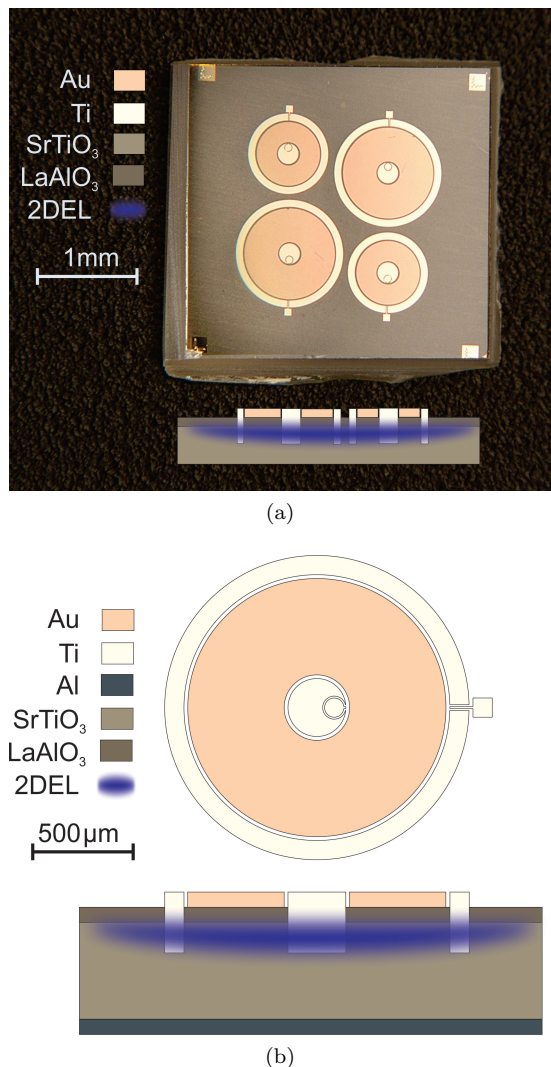 Au
Ti
SrTiO₃
LaAlO₃
2DEL
1mm
(a)
Au
Ti
Al
SrTiO₃
LaAlO₃
2DEL
500μm
(b)